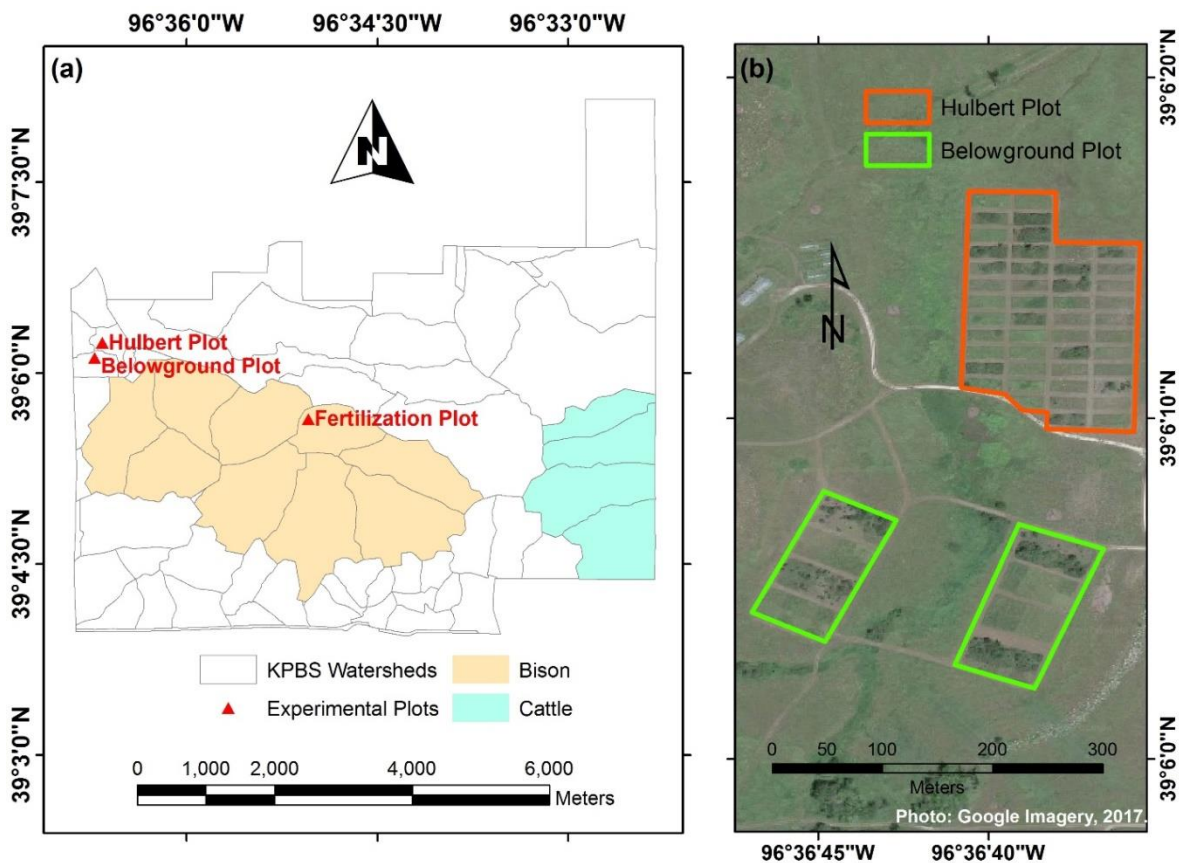 96°36'0"W 96°34'30"W 96°33'0"W
(a)
N
39°7'30"N
39°6'0"N
39°4'30"N
39°3'0"N
Hulbert Plot
Belowground Plot
Fertilization Plot
KPBS Watersheds
Bison
Experimental Plots
Cattle
0 1,000 2,000 4,000 6,000
Meters
(b)
Hulbert Plot
Belowground Plot
N
39°6'20"N
39°6'10"N
39°6'0"N
0 50 100 200 300
Meters
Photo: Google Imagery, 2017.
96°36'45"W 96°36'40"W